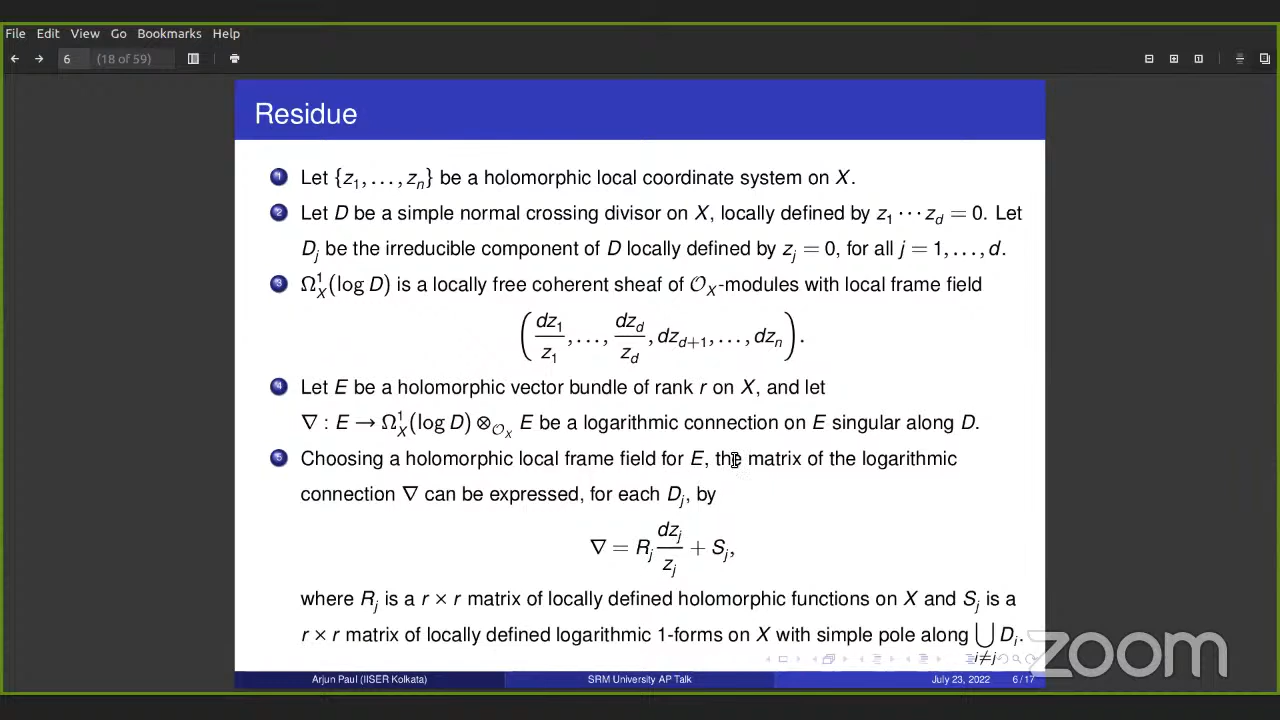 File Edit View Go Bookmarks Help
6 (18 of 59)
Residue
1 Let {z_1, …, z_n} be a holomorphic local coordinate system on X.
2 Let D be a simple normal crossing divisor on X, locally defined by z_1 ⋯ z_d = 0. Let
D_j be the irreducible component of D locally defined by z_j = 0, for all j = 1, …, d.
3 Ω^1_X(log D) is a locally free coherent sheaf of 𝒪_X-modules with local frame field
(dz_1/z_1, …, dz_d/z_d, dz_{d+1}, …, dz_n).
4 Let E be a holomorphic vector bundle of rank r on X, and let
∇ : E → Ω^1_X(log D) ⊗_{𝒪_X} E be a logarithmic connection on E singular along D.
5 Choosing a holomorphic local frame field for E, the matrix of the logarithmic
connection ∇ can be expressed, for each D_j, by
∇ = R_j dz_j/z_j + S_j,
where R_j is a r × r matrix of locally defined holomorphic functions on X and S_j is a
r × r matrix of locally defined logarithmic 1-forms on X with simple pole along ⋃_{i≠j} D_i.
zoom
Arjun Paul (IISER Kolkata) SRM University AP Talk July 23, 2022 6 / 17